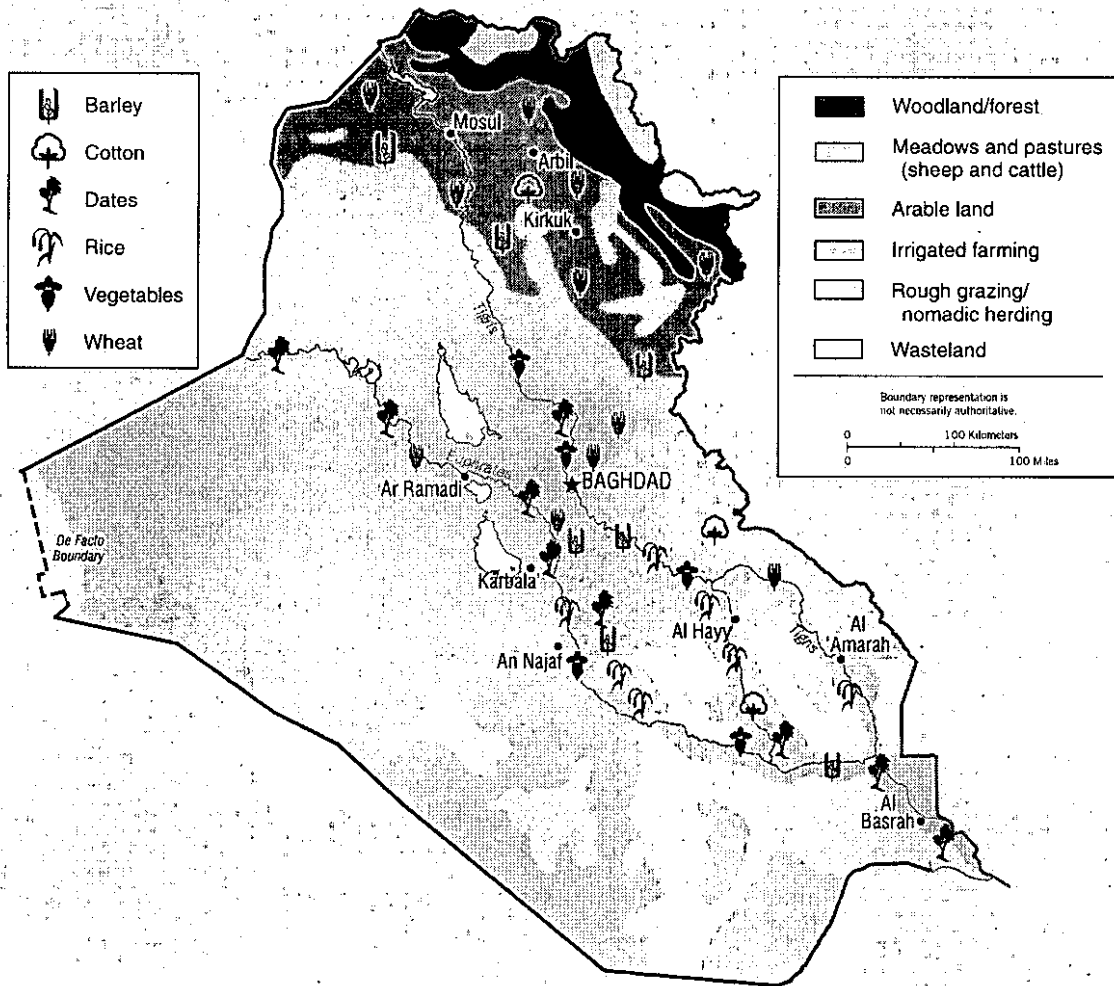 Barley
Cotton
Dates
Rice
Vegetables
Wheat
Woodland/forest
Meadows and pastures
(sheep and cattle)
Arable land
Irrigated farming
Rough grazing/
nomadic herding
Wasteland
Boundary representation is
not necessarily authoritative.
0 100 Kilometers
0 100 Miles
Mosul
Arbil
Kirkuk
Tigris
Euphrates
Ar Ramadi
BAGHDAD
De Facto
Boundary
Karbala
Al Hayy
Tigris
Al
Amarah
An Najaf
Al
Basrah